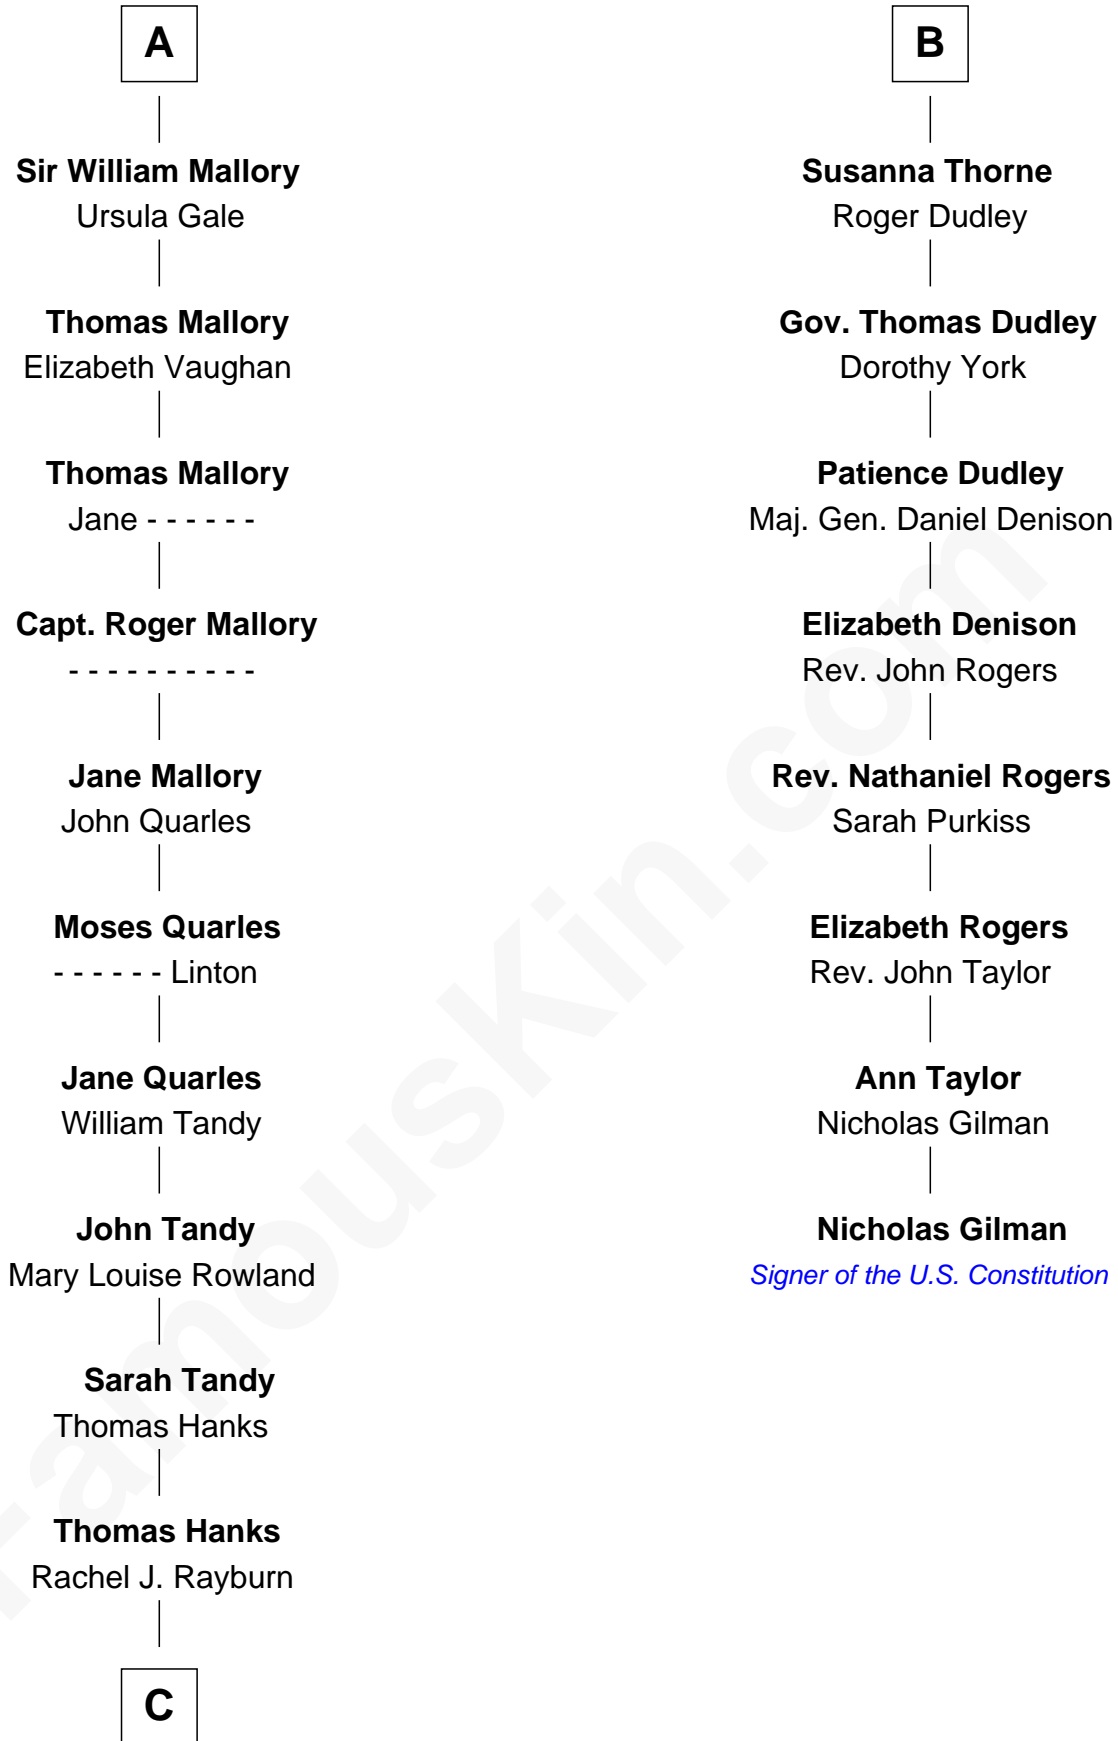 A
Sir William Mallory
Ursula Gale
Thomas Mallory
Elizabeth Vaughan
Thomas Mallory
Jane - - - - - -
Capt. Roger Mallory
- - - - - - - - - -
Jane Mallory
John Quarles
Moses Quarles
- - - - - - Linton
Jane Quarles
William Tandy
John Tandy
Mary Louise Rowland
Sarah Tandy
Thomas Hanks
Thomas Hanks
Rachel J. Rayburn
C
B
Susanna Thorne
Roger Dudley
Gov. Thomas Dudley
Dorothy York
Patience Dudley
Maj. Gen. Daniel Denison
Elizabeth Denison
Rev. John Rogers
Rev. Nathaniel Rogers
Sarah Purkiss
Elizabeth Rogers
Rev. John Taylor
Ann Taylor
Nicholas Gilman
Nicholas Gilman
Signer of the U.S. Constitution
FamousKin.com